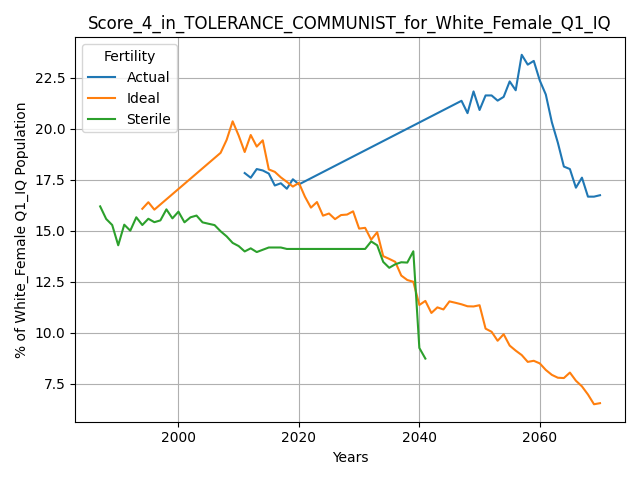 Score_4_in_TOLERANCE_COMMUNIST_for_White_Female_Q1_IQ
Fertility
Actual
Ideal
Sterile
% of White_Female Q1_IQ Population
22.5
20.0
17.5
15.0
12.5
10.0
7.5
2000
2020
2040
2060
Years